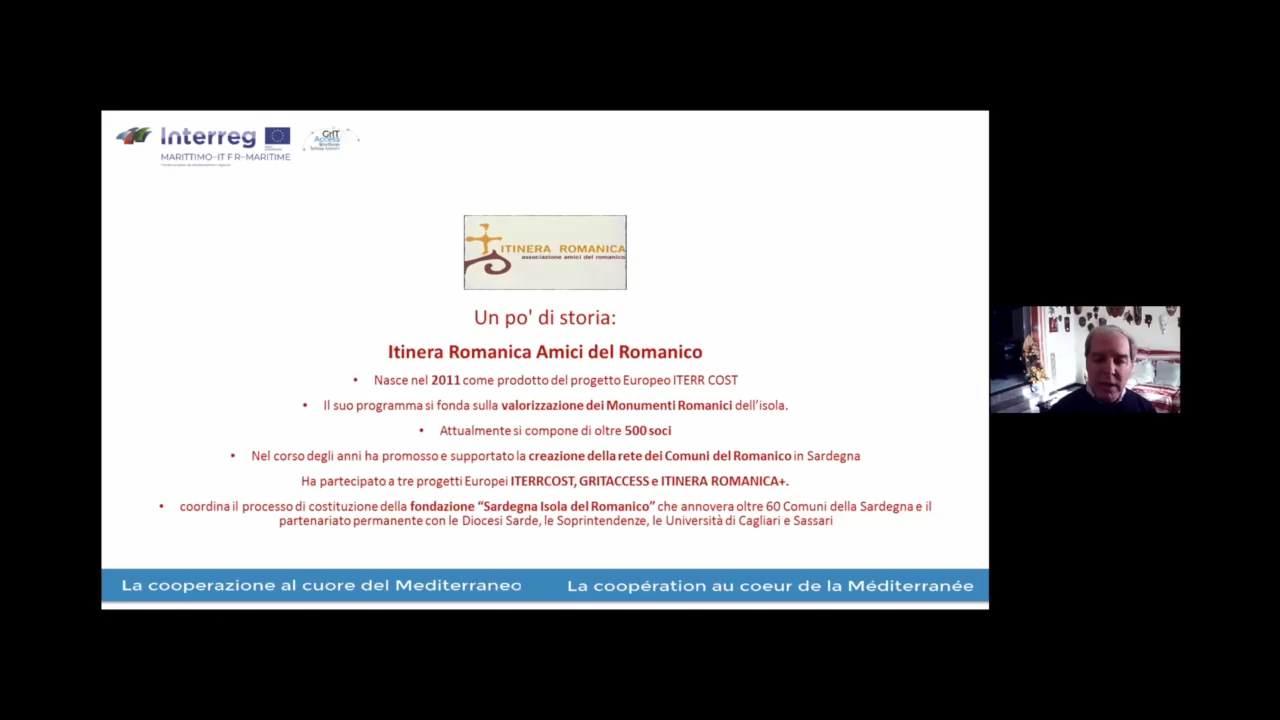 Interreg
MARITTIMO-IT FR-MARITIME
GrIT
Access
ITINERA ROMANICA
associazione amici del romanico
Un po' di storia:
Itinera Romanica Amici del Romanico
• Nasce nel 2011 come prodotto del progetto Europeo ITERR COST
• Il suo programma si fonda sulla valorizzazione dei Monumenti Romanici dell'isola.
• Attualmente si compone di oltre 500 soci
• Nel corso degli anni ha promosso e supportato la creazione della rete dei Comuni del Romanico in Sardegna
Ha partecipato a tre progetti Europei ITERRCOST, GRITACCESS e ITINERA ROMANICA+.
• coordina il processo di costituzione della fondazione “Sardegna Isola del Romanico” che annovera oltre 60 Comuni della Sardegna e il
partenariato permanente con le Diocesi Sarde, le Soprintendenze, le Università di Cagliari e Sassari
La cooperazione al cuore del Mediterraneo
La coopération au coeur de la Méditerranée